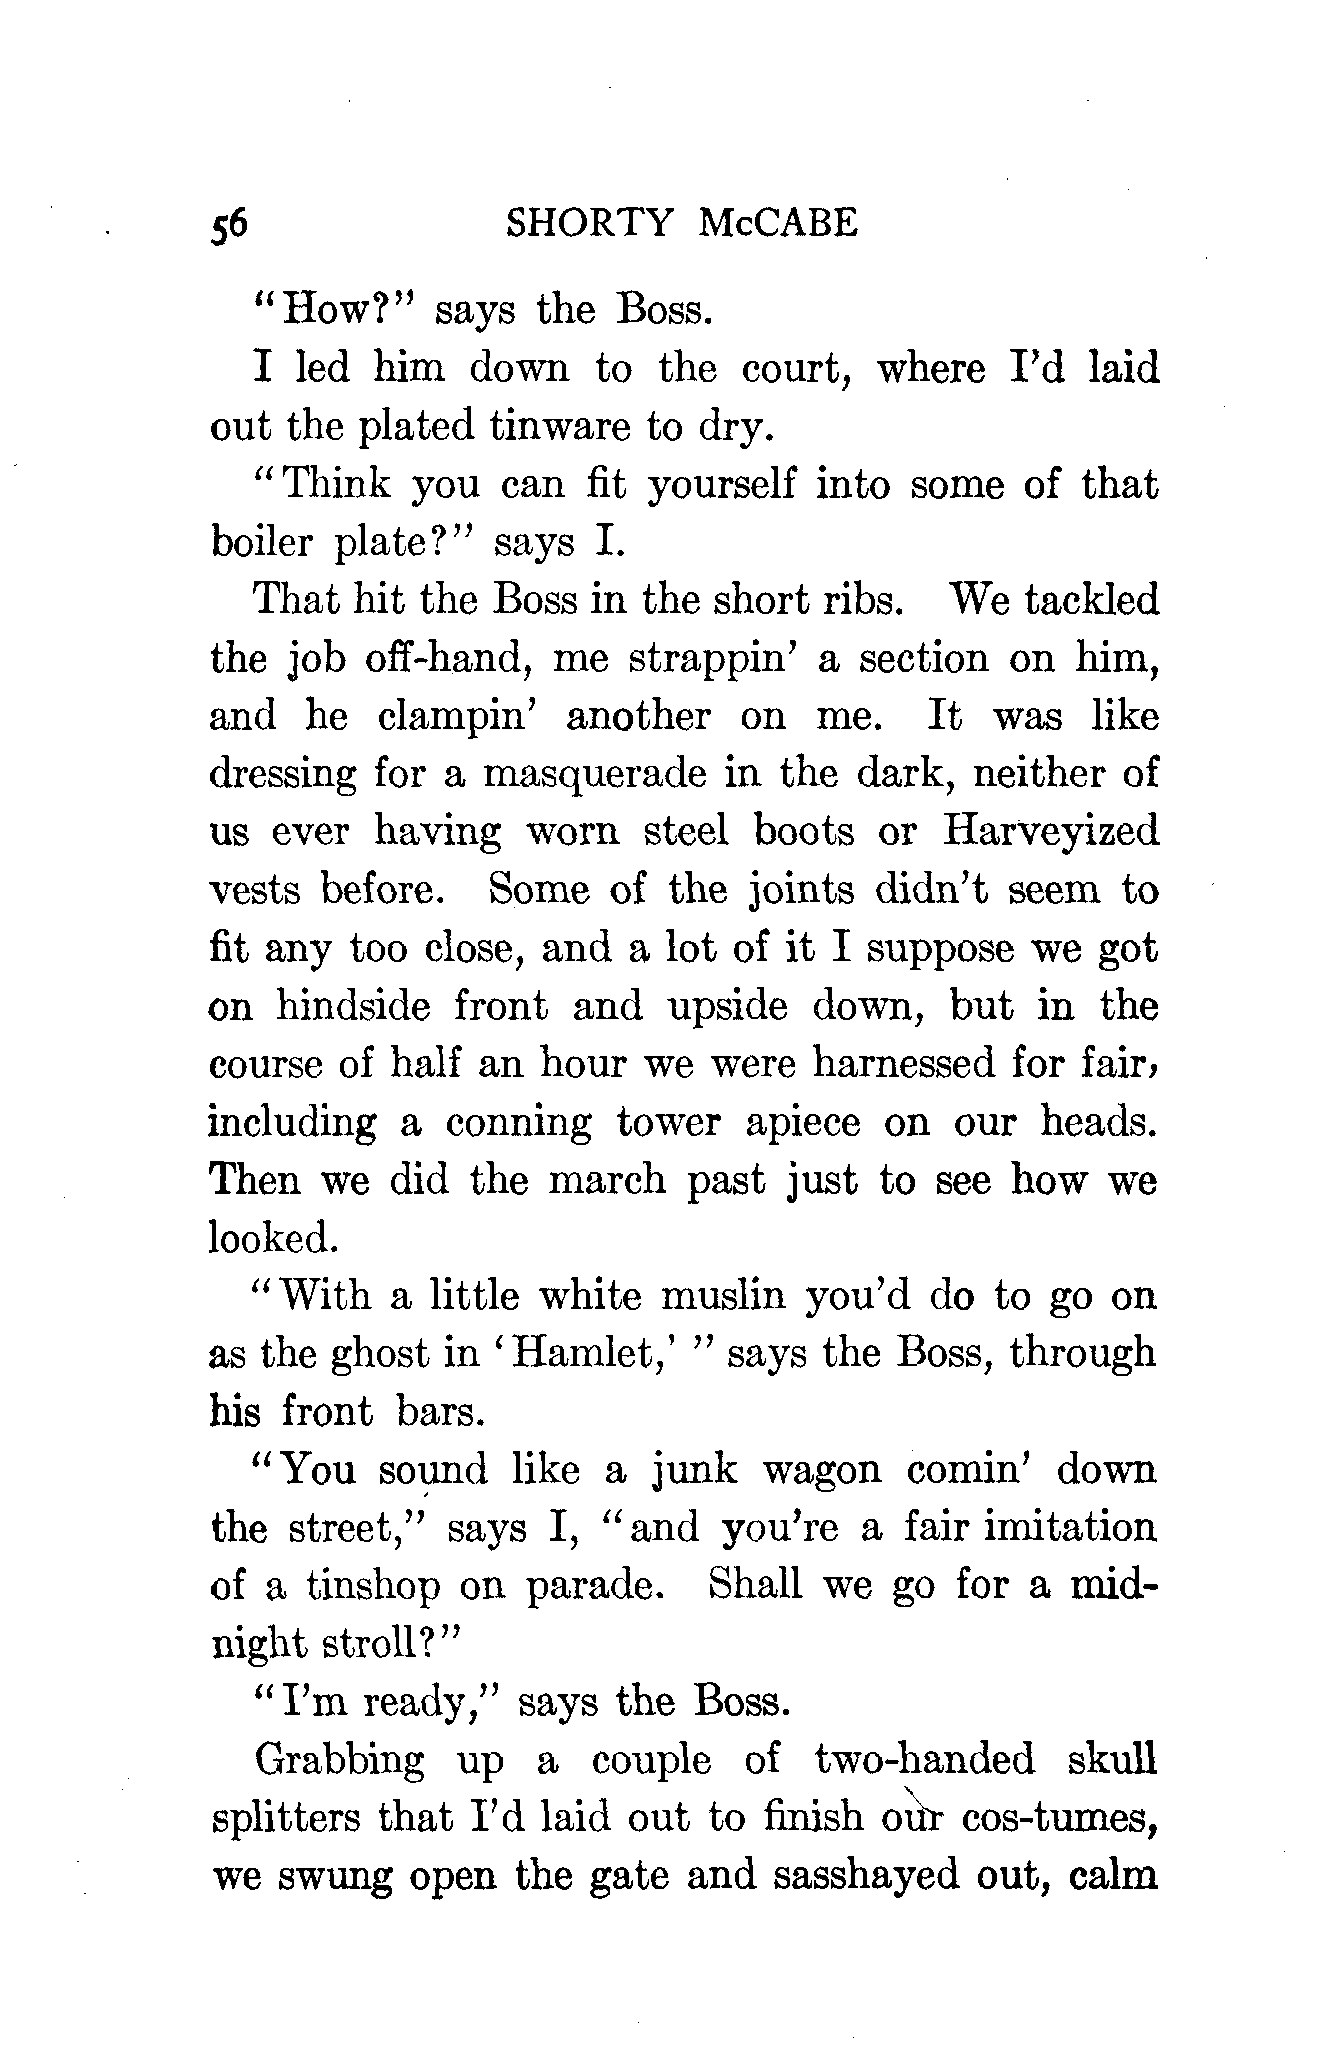 56 SHORTY McCABE
"How?" says the Boss.
I led him down to the court, where I'd laid
out the plated tinware to dry.
"Think you can fit yourself into some of that
boiler plate?" says I.
That hit the Boss in the short ribs. We tackled
the job off-hand, me strappin' a section on him,
and he clampin' another on me. It was like
dressing for a masquerade in the dark, neither of
us ever having worn steel boots or Harveyized
vests before. Some of the joints didn't seem to
fit any too close, and a lot of it I suppose we got
on hindside front and upside down, but in the
course of half an hour we were harnessed for fair,
including a conning tower apiece on our heads.
Then we did the march past just to see how we
looked.
"With a little white muslin you'd do to go on
as the ghost in 'Hamlet,' " says the Boss, through
his front bars.
"You sound like a junk wagon comin' down
the street," says I, "and you're a fair imitation
of a tinshop on parade. Shall we go for a mid-
night stroll?"
"I'm ready," says the Boss.
Grabbing up a couple of two-handed skull
splitters that I'd laid out to finish our cos-tumes,
we swung open the gate and sasshayed out, calm